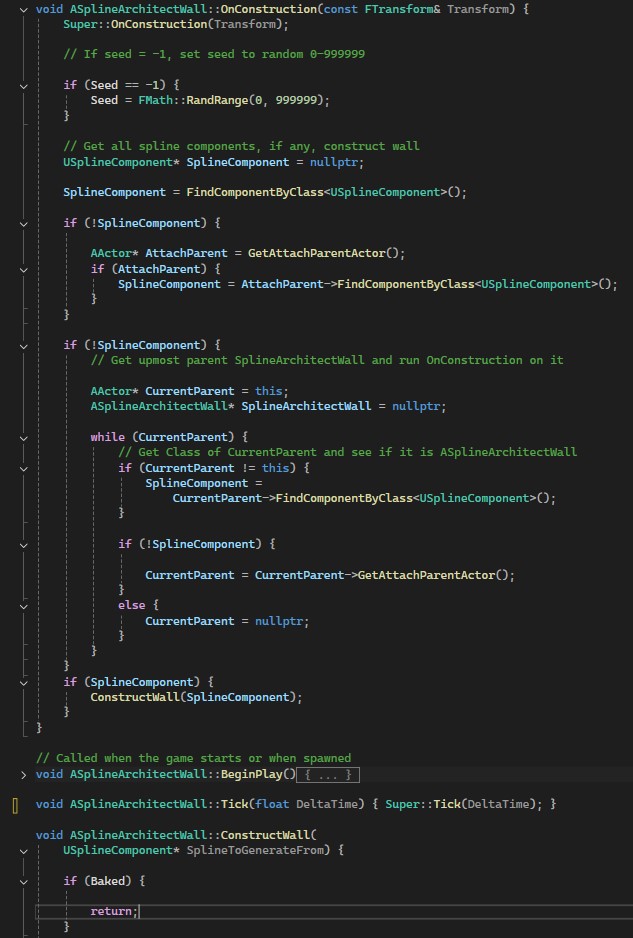 void ASplineArchitectWall::OnConstruction(const FTransform& Transform) {
Super::OnConstruction(Transform);
// If seed = -1, set seed to random 0-999999
if (Seed == -1) {
Seed = FMath::RandRange(0, 999999);
}
// Get all spline components, if any, construct wall
USplineComponent* SplineComponent = nullptr;
SplineComponent = FindComponentByClass<USplineComponent>();
if (!SplineComponent) {
AActor* AttachParent = GetAttachParentActor();
if (AttachParent) {
SplineComponent = AttachParent->FindComponentByClass<USplineComponent>();
}
}
if (!SplineComponent) {
// Get upmost parent SplineArchitectWall and run OnConstruction on it
AActor* CurrentParent = this;
ASplineArchitectWall* SplineArchitectWall = nullptr;
while (CurrentParent) {
// Get Class of CurrentParent and see if it is ASplineArchitectWall
if (CurrentParent != this) {
SplineComponent =
CurrentParent->FindComponentByClass<USplineComponent>();
}
if (!SplineComponent) {
CurrentParent = CurrentParent->GetAttachParentActor();
}
else {
CurrentParent = nullptr;
}
}
}
if (SplineComponent) {
ConstructWall(SplineComponent);
}
}
// Called when the game starts or when spawned
void ASplineArchitectWall::BeginPlay() { ... }
void ASplineArchitectWall::Tick(float DeltaTime) { Super::Tick(DeltaTime); }
void ASplineArchitectWall::ConstructWall(
USplineComponent* SplineToGenerateFrom) {
if (Baked) {
return;
}